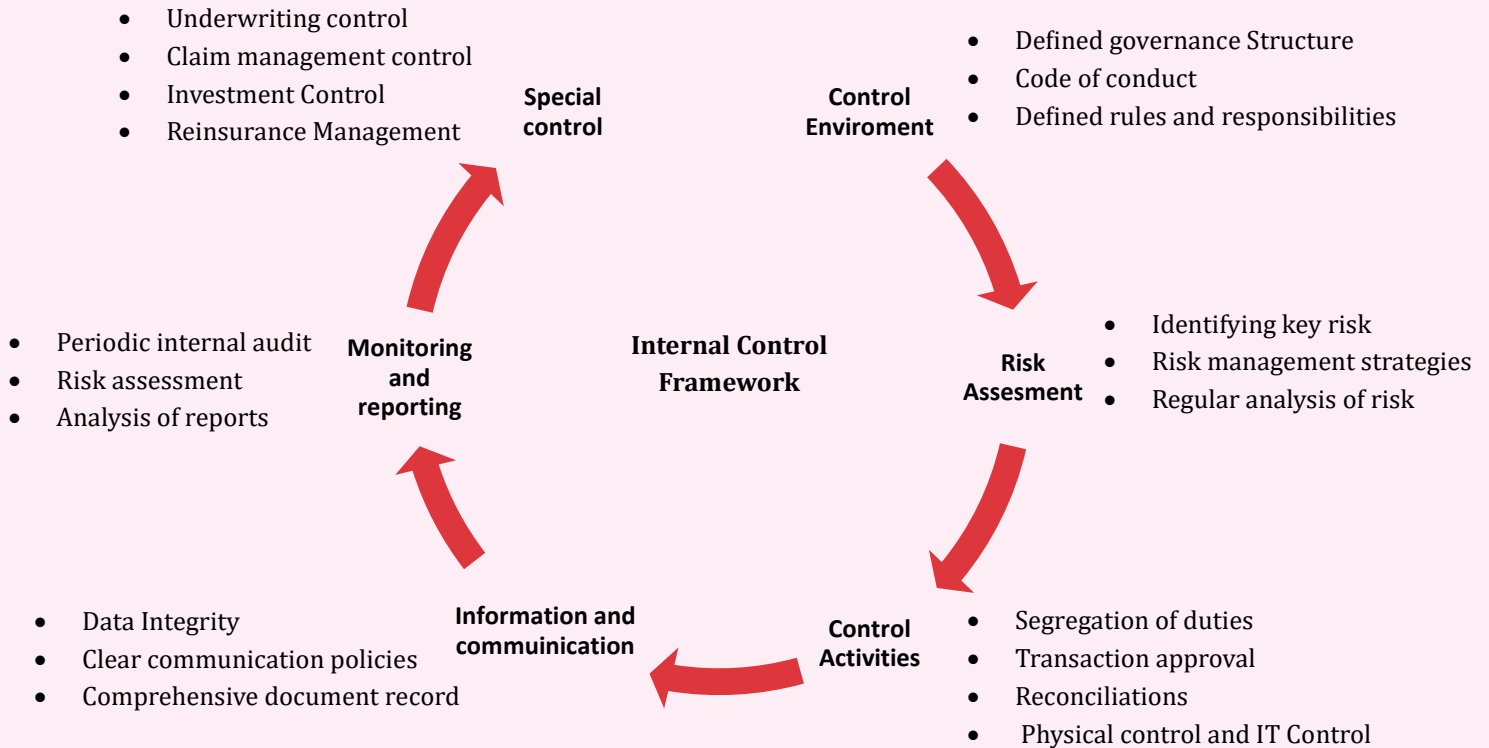 • Underwriting control
• Claim management control
• Investment Control
• Reinsurance Management
Special
control
Control
Enviroment
• Defined governance Structure
• Code of conduct
• Defined rules and responsibilities
• Periodic internal audit
• Risk assessment
• Analysis of reports
Monitoring
and
reporting
Internal Control
Framework
Risk
Assesment
• Identifying key risk
• Risk management strategies
• Regular analysis of risk
• Data Integrity
• Clear communication policies
• Comprehensive document record
Information and
commuinication
Control
Activities
• Segregation of duties
• Transaction approval
• Reconciliations
• Physical control and IT Control